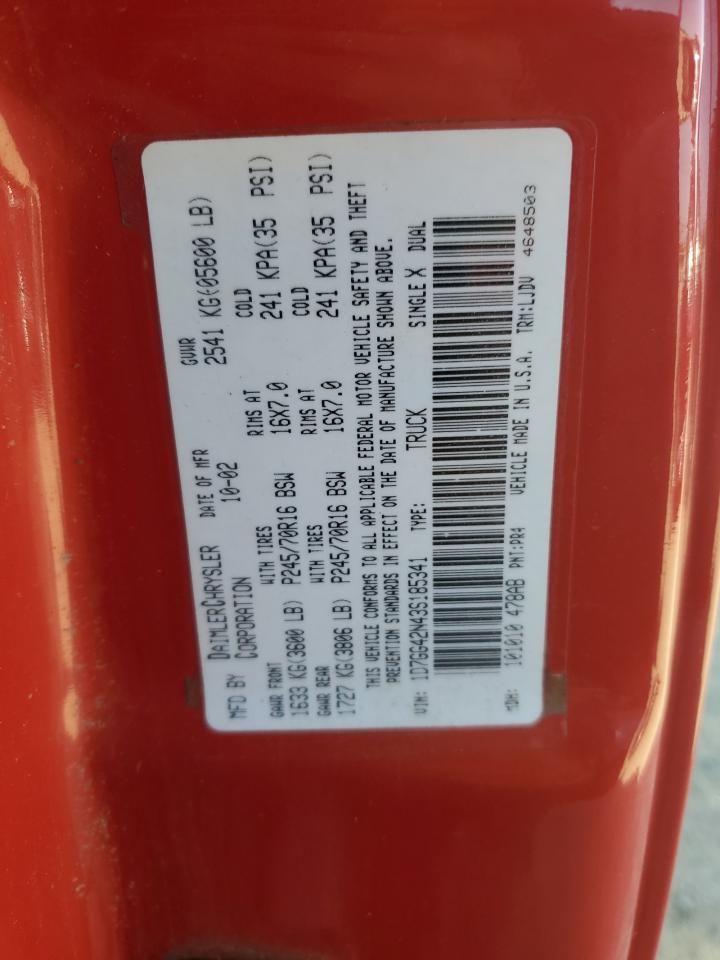 MFD BY DAIMLERCHRYSLER CORPORATION DATE OF MFR 10-02 GVWR 2541 KG(05600 LB)
GAWR FRONT WITH TIRES RIMS AT COLD
1633 KG(3600 LB) P245/70R16 BSW 16X7.0 241 KPA(35 PSI)
GAWR REAR WITH TIRES RIMS AT COLD
1727 KG(3806 LB) P245/70R16 BSW 16X7.0 241 KPA(35 PSI)
THIS VEHICLE CONFORMS TO ALL APPLICABLE FEDERAL MOTOR VEHICLE SAFETY AND THEFT
PREVENTION STANDARDS IN EFFECT ON THE DATE OF MANUFACTURE SHOWN ABOVE.
VIN: 1D7GG42N43S185341 TYPE: TRUCK SINGLE X DUAL
MDH: 101010 478AB PNT:PR4 VEHICLE MADE IN U.S.A. TRM:LJDV 4648503